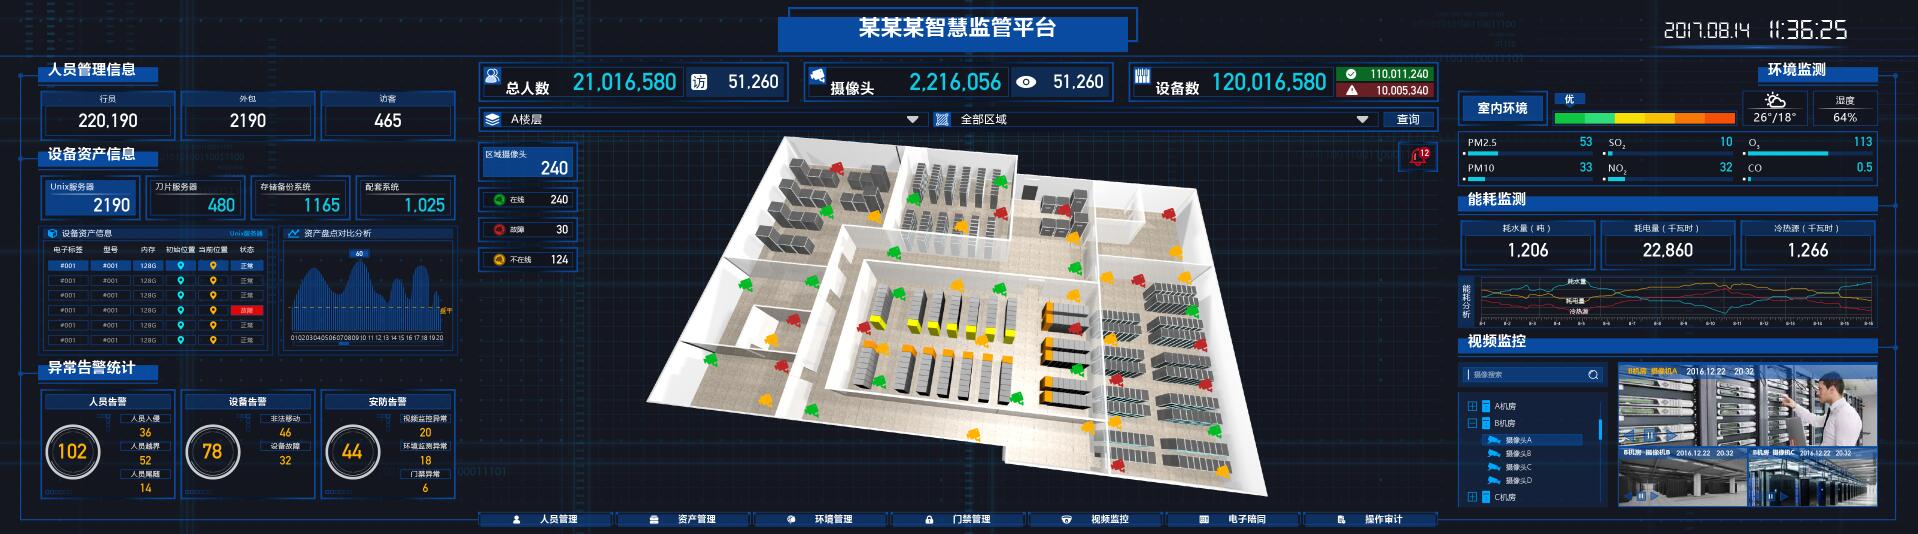 某某某智慧监管平台
2017.08.14 11:36:25
人员管理信息
行员 外包 访客
220,190 2190 465
设备资产信息
Unix服务器 刀片服务器 存储备份系统 配套系统
2190 480 1165 1,025
设备资产信息 Unix服务器
电子标签 型号 内存 初始位置 当前位置 状态
#001 #001 128G 正常
#001 #001 128G 正常
#001 #001 128G 正常
#001 #001 128G 故障
#001 #001 128G 正常
#001 #001 128G 正常
资产盘点对比分析
60
01 02 03 04 05 06 07 08 09 10 11 12 13 14 15 16 17 18 19 20
异常告警统计
人员告警
102
人员入侵
36
人员越界
52
人员尾随
14
设备告警
78
非法移动
46
设备故障
32
安防告警
44
视频监控异常
20
环境监测异常
18
门禁异常
6
总人数 21,016,580 访 51,260
摄像头 2,216,056 51,260
设备数 120,016,580 110,011,240
10,005,340
A楼层 全部区域 查询
区域摄像头
240
在线 240
故障 30
不在线 124
12
人员管理 资产管理 环境管理 门禁管理 视频监控 电子陪同 操作审计
环境监测
室内环境 优 26°/18° 湿度
64%
PM2.5 53 SO₂ 10 O₃ 113
PM10 33 NO₂ 32 CO 0.5
能耗监测
耗水量（吨） 耗电量（千瓦时） 冷热源（千瓦时）
1,206 22,860 1,266
能耗分析
耗水量
耗电量
冷热源
视频监控
摄像搜索
A机房
B机房
摄像头A
摄像头B
摄像头C
摄像头D
C机房
B机房 摄像机A 2016.12.22 20:32
B机房 摄像机B 2016.12.22 20:32
B机房 摄像机C 2016.12.22 20:32